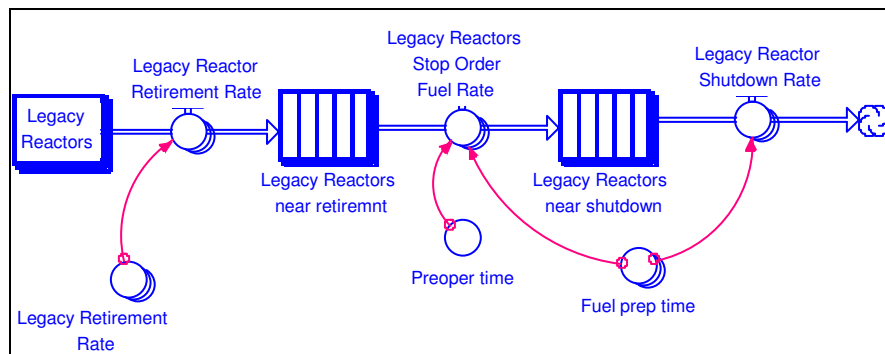 Legacy Reactors
Stop Order
Fuel Rate
Legacy Reactor
Retirement Rate
Legacy Reactor
Shutdown Rate
Legacy
Reactors
Legacy Reactors
near retiremnt
Legacy Reactors
near shutdown
Preoper time
Fuel prep time
Legacy Retirement
Rate